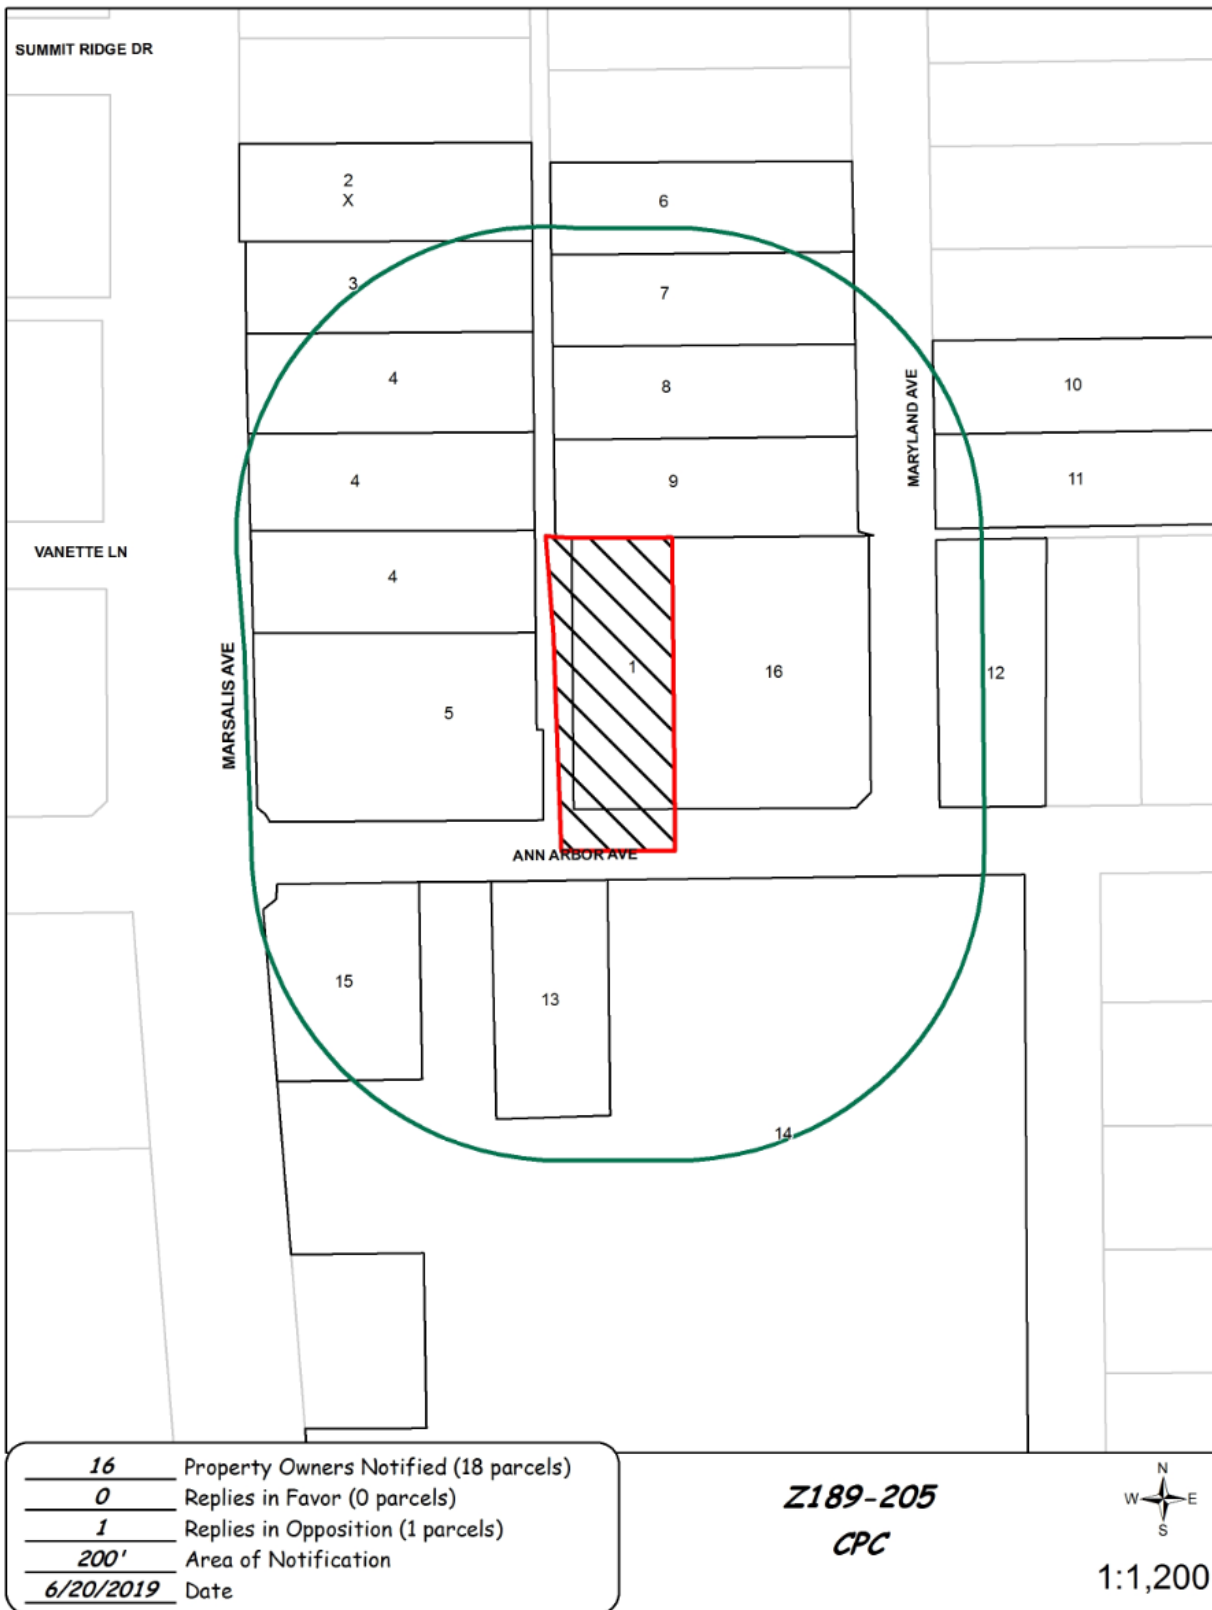 SUMMIT RIDGE DR
2
X
6
3
7
4
8
10
MARYLAND AVE
4
9
11
VANETTE LN
4
MARSALIS AVE
1
16
12
5
ANN ARBOR AVE
15
13
14
16 Property Owners Notified (18 parcels)
0 Replies in Favor (0 parcels)
1 Replies in Opposition (1 parcels)
200' Area of Notification
6/20/2019 Date
Z189-205
CPC
N
W E
S
1:1,200